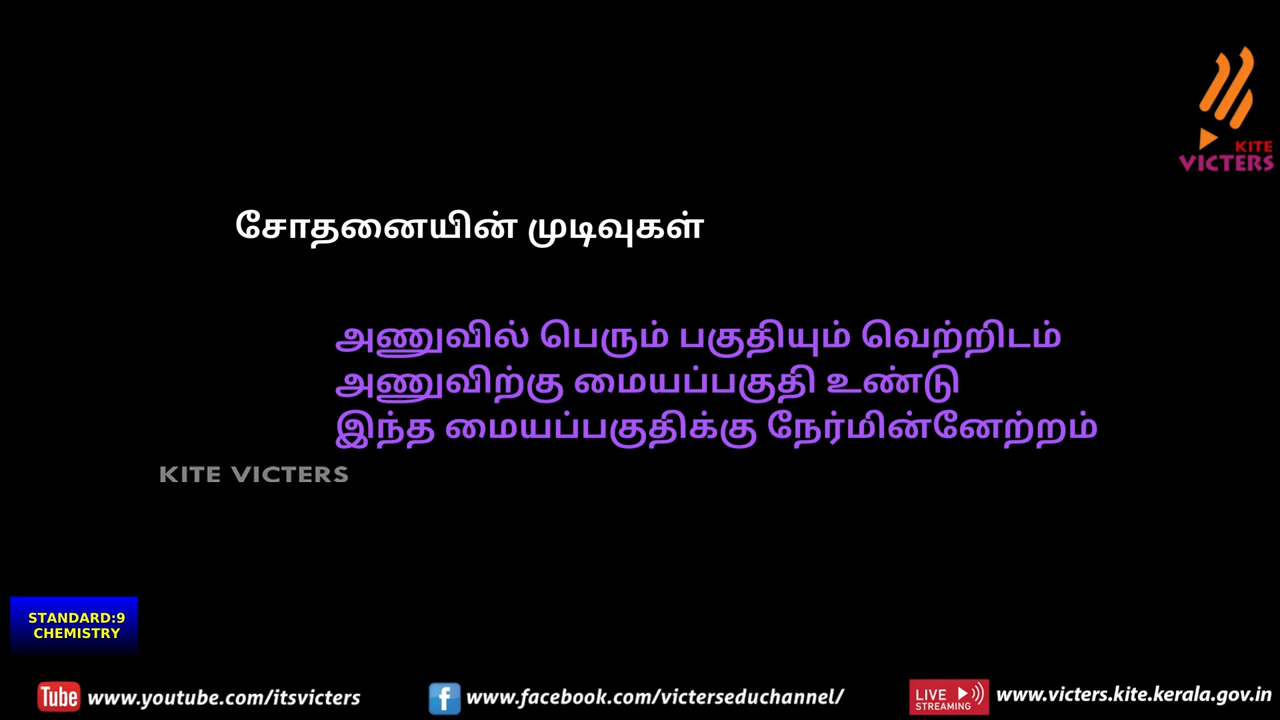 KITE
VICTERS
சோதனையின் முடிவுகள்
அணுவில் பெரும் பகுதியும் வெற்றிடம்
அணுவிற்கு மையப்பகுதி உண்டு
இந்த மையப்பகுதிக்கு நேர்மின்னேற்றம்
KITE VICTERS
STANDARD:9
CHEMISTRY
Tube www.youtube.com/itsvicters
f www.facebook.com/victerseduchannel/
LIVE STREAMING www.victers.kite.kerala.gov.in